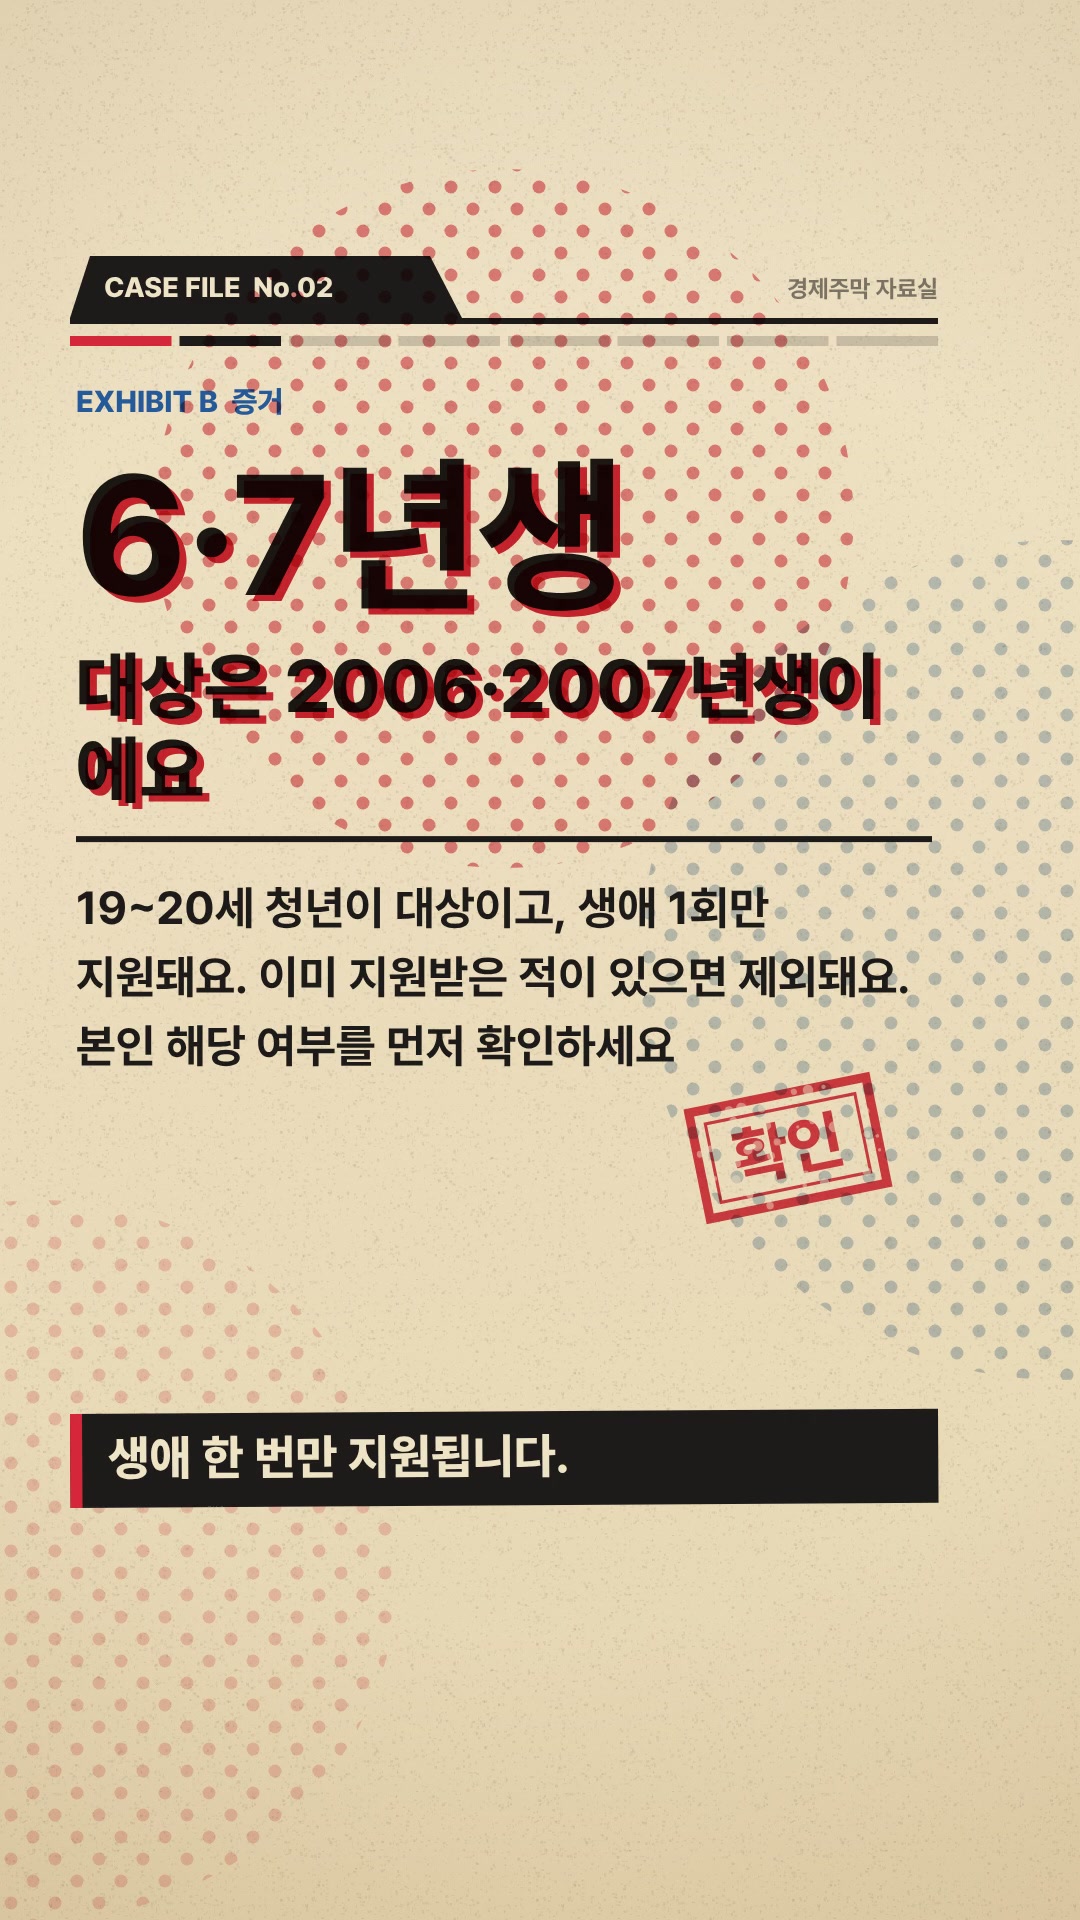 CASE FILE No.02
경제주막 자료실
EXHIBIT B 증거
6·7년생
대상은 2006·2007년생이
에요
19~20세 청년이 대상이고, 생애 1회만
지원돼요. 이미 지원받은 적이 있으면 제외돼요.
본인 해당 여부를 먼저 확인하세요
확인
생애 한 번만 지원됩니다.